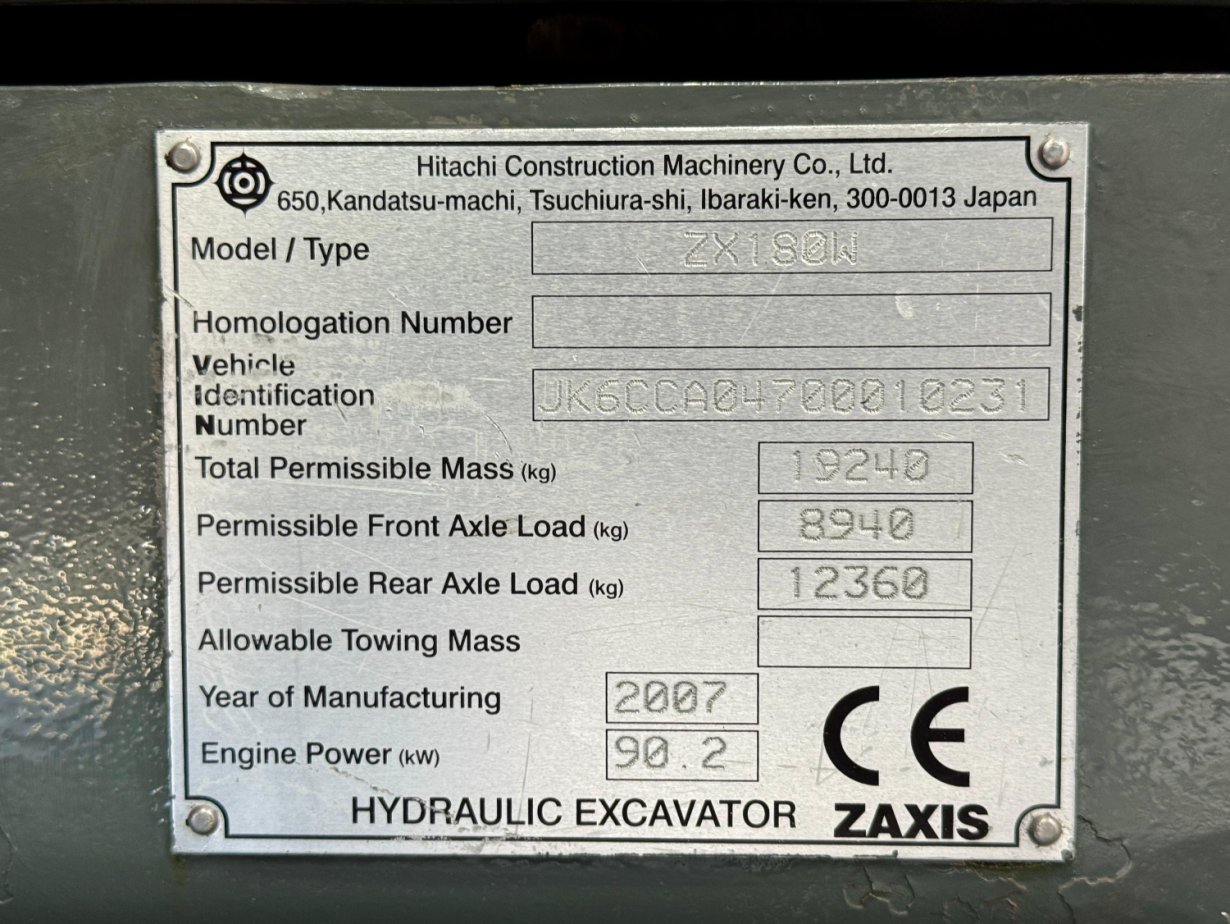 Hitachi Construction Machinery Co., Ltd.
650,Kandatsu-machi, Tsuchiura-shi, Ibaraki-ken, 300-0013 Japan
Model / Type ZX180W
Homologation Number
Vehicle
Identification
Number UK6CCA04700010231
Total Permissible Mass (kg) 19240
Permissible Front Axle Load (kg) 8940
Permissible Rear Axle Load (kg) 12360
Allowable Towing Mass
Year of Manufacturing 2007
Engine Power (kW) 90.2
CE
HYDRAULIC EXCAVATOR ZAXIS